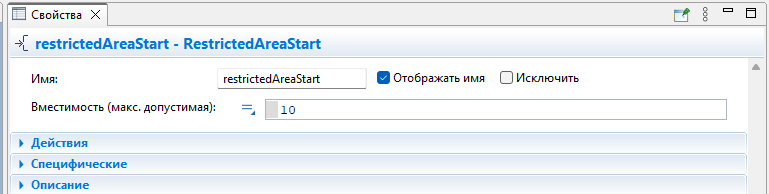 Свойства
restrictedAreaStart - RestrictedAreaStart
Имя: restrictedAreaStart Отображать имя Исключить
Вместимость (макс. допустимая): 10
Действия
Специфические
Описание